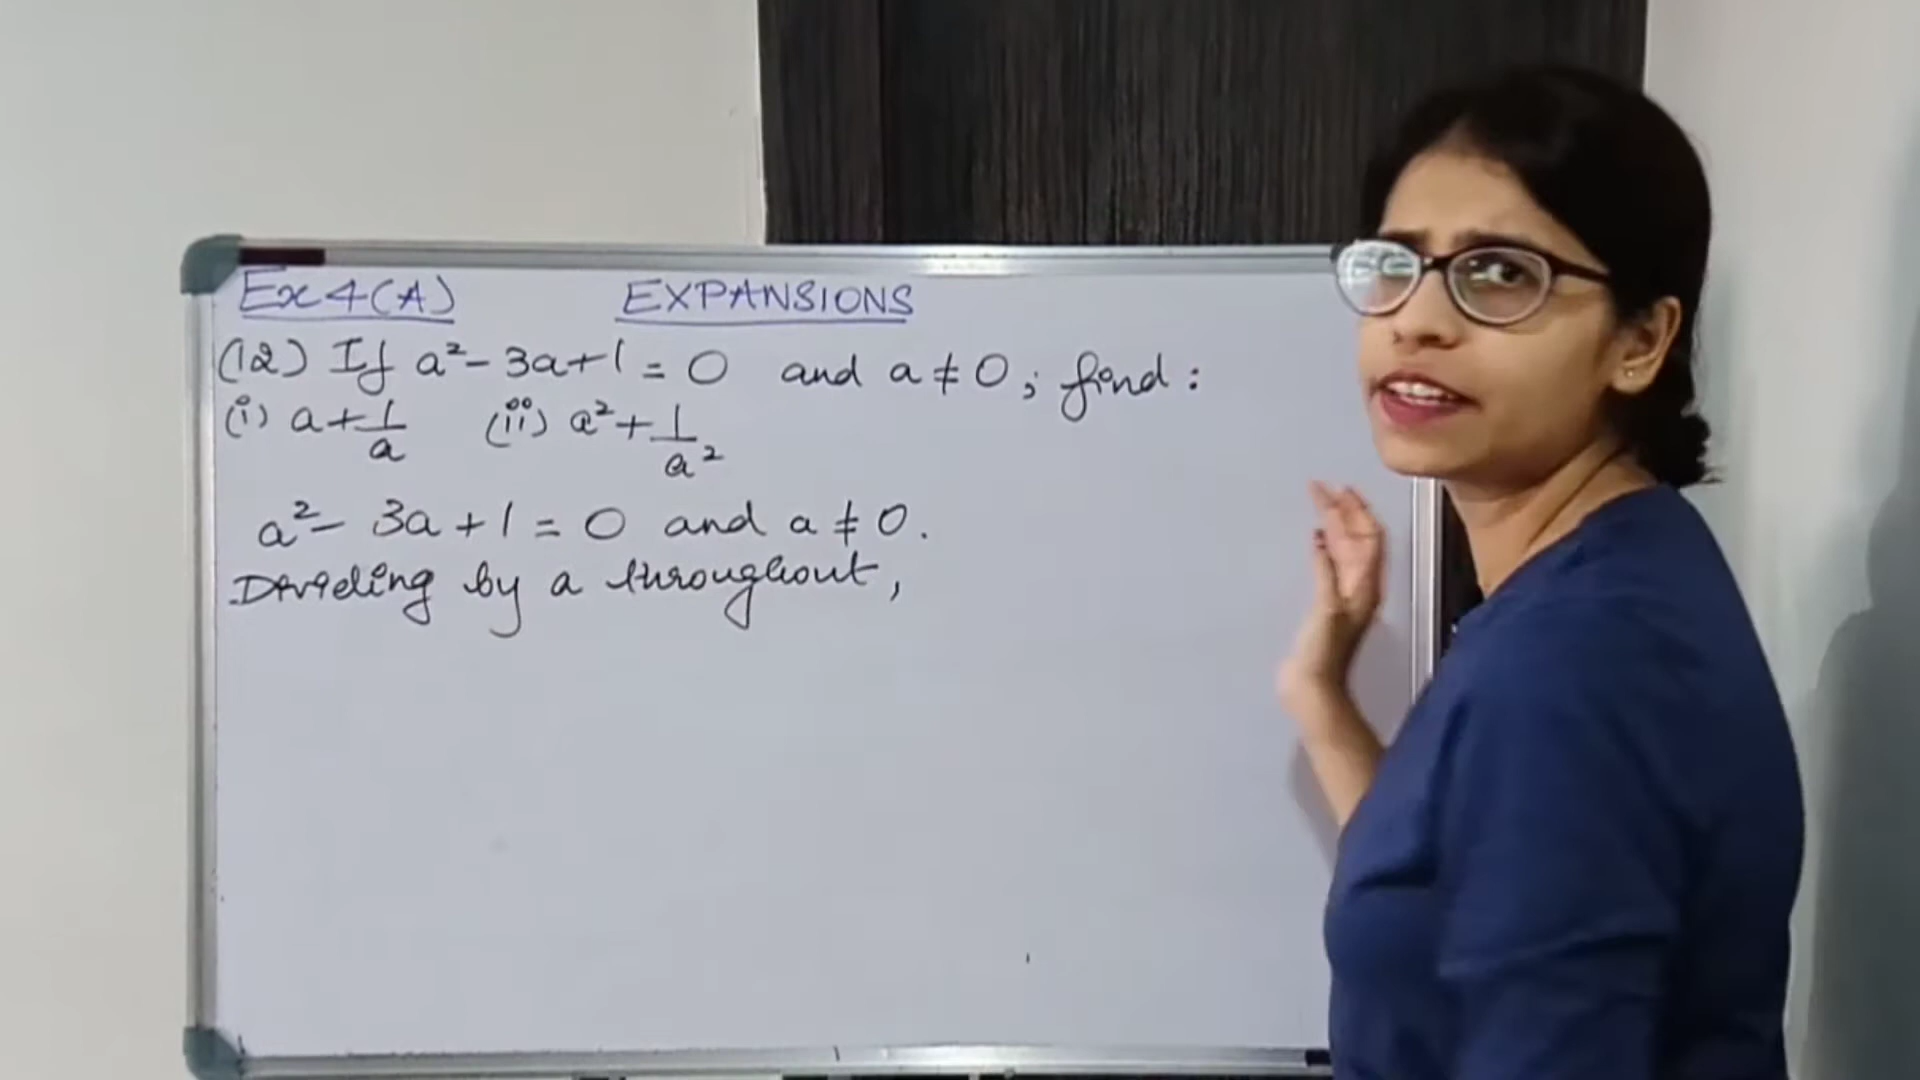 Ex 4(A) EXPANSIONS
(12) If a² - 3a + 1 = 0 and a ≠ 0; find:
(i) a + 1/a (ii) a² + 1/a²
a² - 3a + 1 = 0 and a ≠ 0.
Dividing by a throughout,